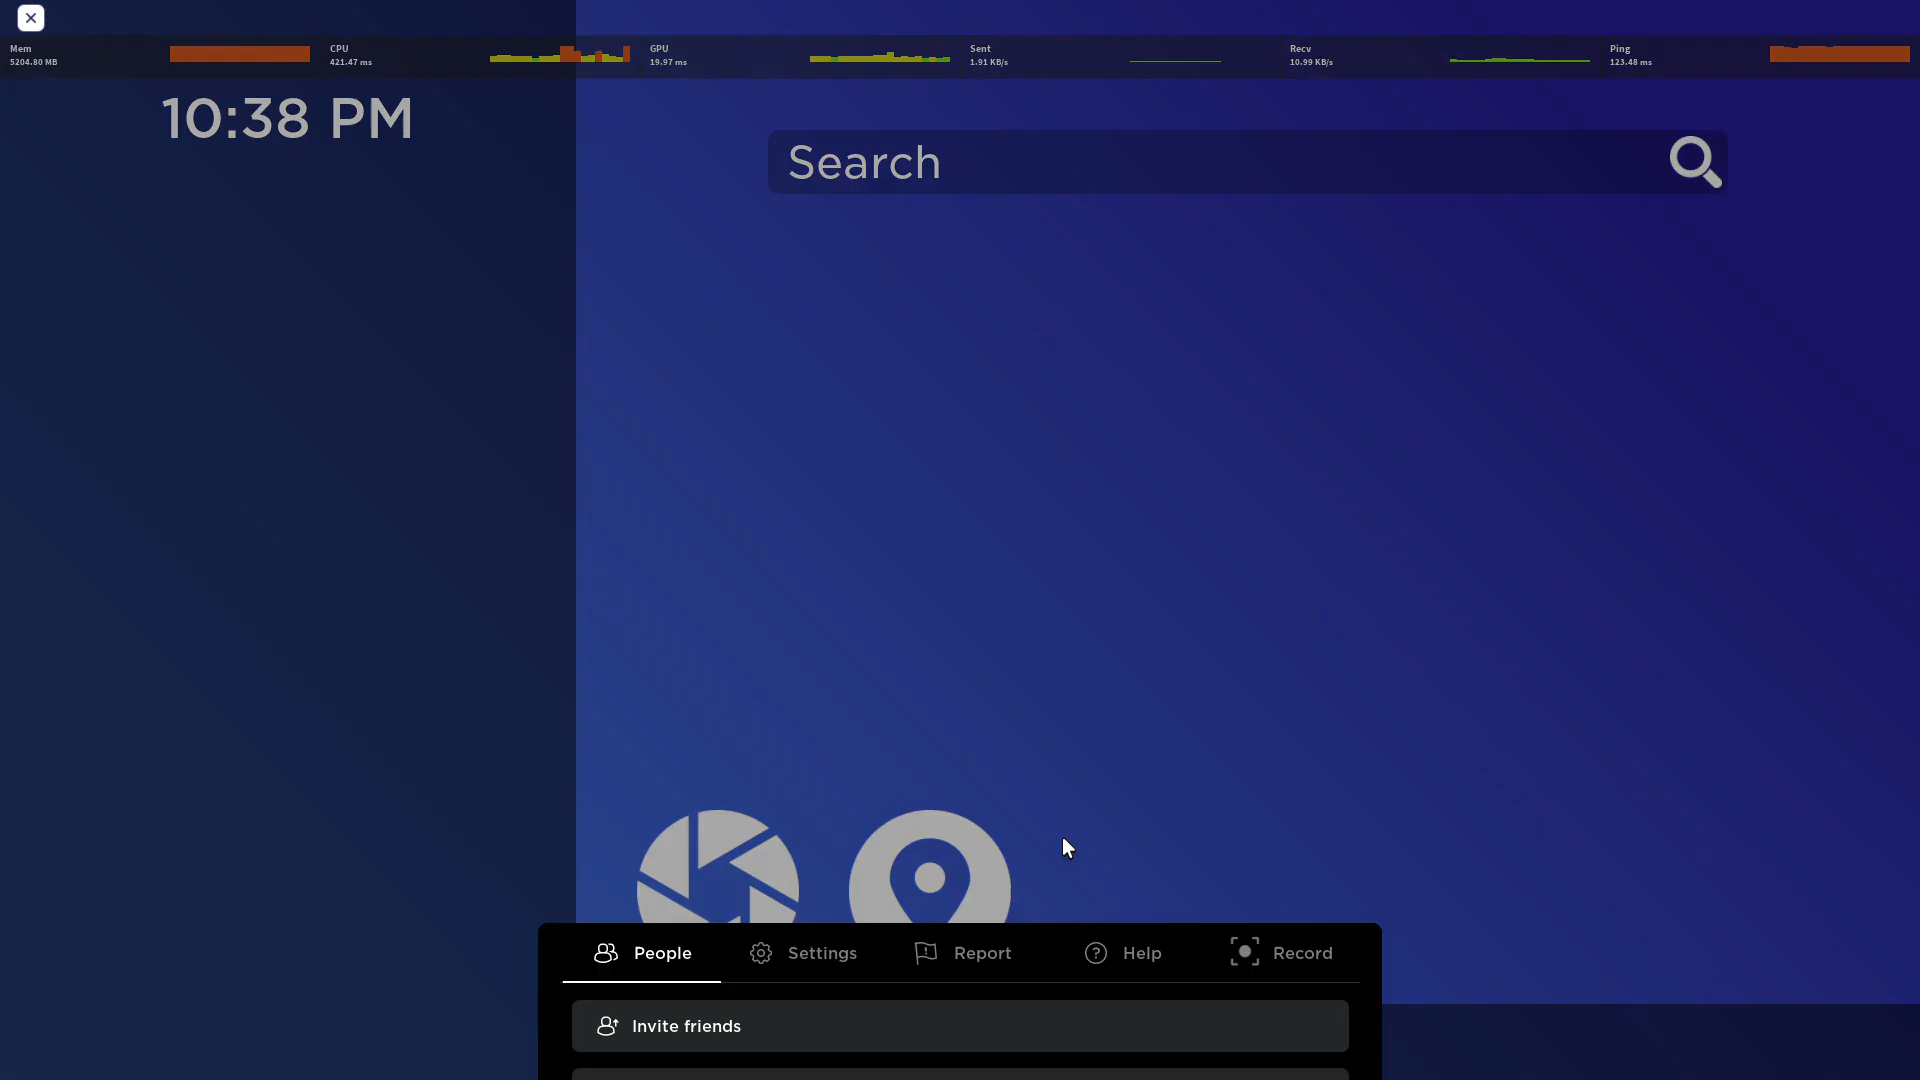 Mem
5204.80 MB
CPU
421.47 ms
GPU
19.97 ms
Sent
1.91 KB/s
Recv
10.99 KB/s
Ping
123.48 ms
10:38 PM
Search
People
Settings
Report
Help
Record
Invite friends